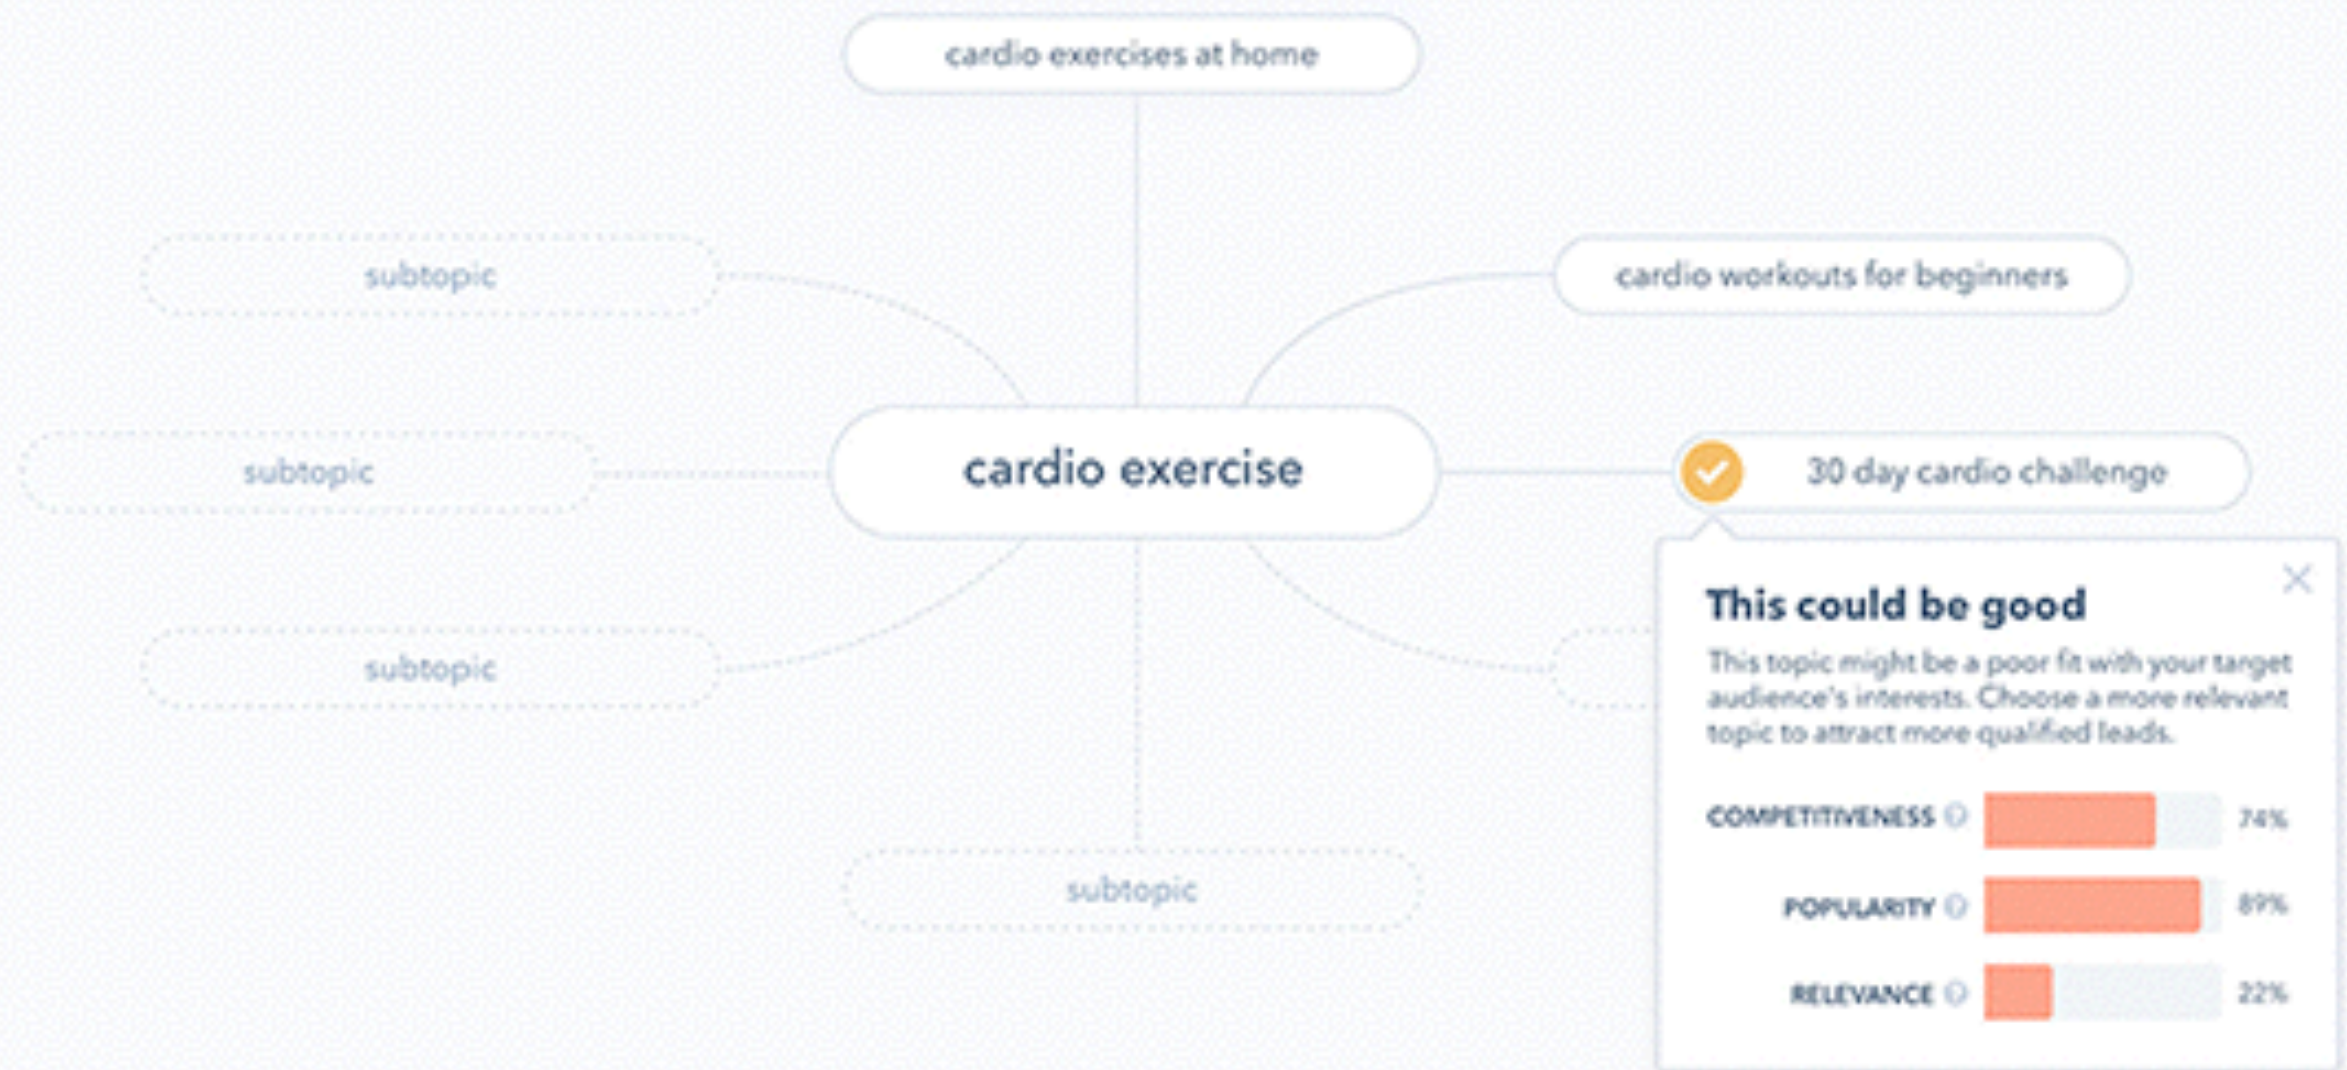 cardio exercises at home
subtopic
cardio workouts for beginners
subtopic
cardio exercise
30 day cardio challenge
This could be good
This topic might be a poor fit with your target
audience's interests. Choose a more relevant
topic to attract more qualified leads.
subtopic
COMPETITIVENESS ? 74%
POPULARITY ? 89%
subtopic
RELEVANCE ? 22%